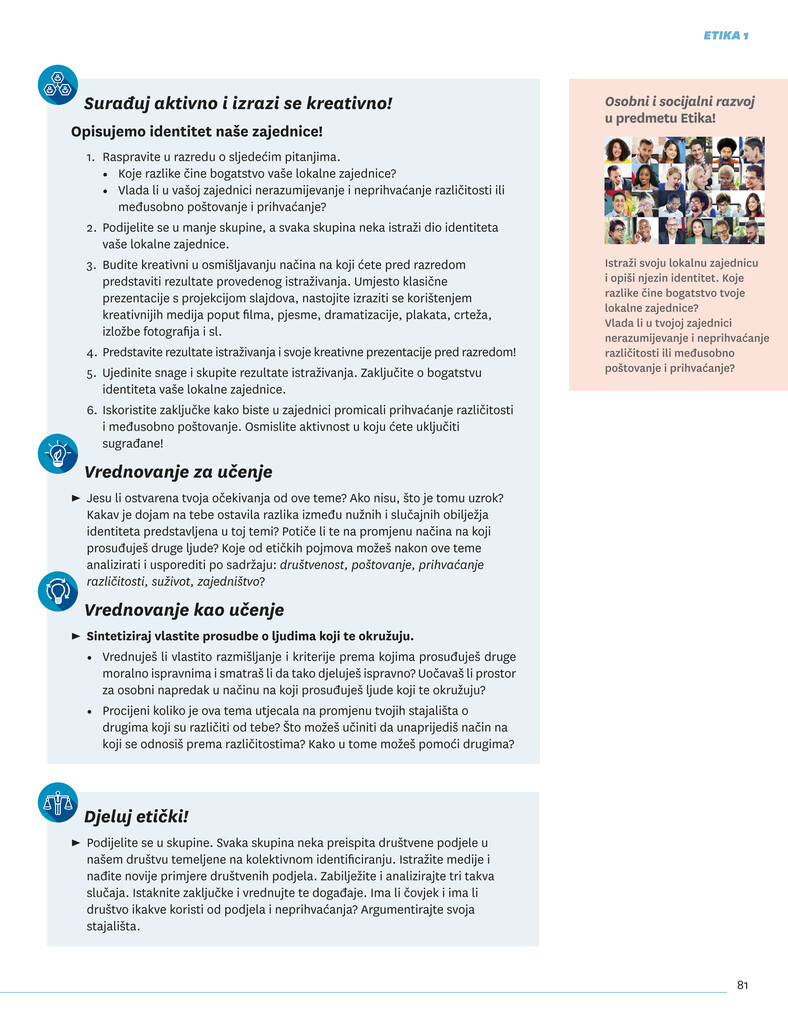 ETIKA 1
Surađuj aktivno i izrazi se kreativno!
Opisujemo identitet naše zajednice!
1. Raspravite u razredu o sljedećim pitanjima.
• Koje razlike čine bogatstvo vaše lokalne zajednice?
• Vlada li u vašoj zajednici nerazumijevanje i neprihvaćanje različitosti ili
međusobno poštovanje i prihvaćanje?
2. Podijelite se u manje skupine, a svaka skupina neka istraži dio identiteta
vaše lokalne zajednice.
3. Budite kreativni u osmišljavanju načina na koji ćete pred razredom
predstaviti rezultate provedenog istraživanja. Umjesto klasične
prezentacije s projekcijom slajdova, nastojte izraziti se korištenjem
kreativnijih medija poput filma, pjesme, dramatizacije, plakata, crteža,
izložbe fotografija i sl.
4. Predstavite rezultate istraživanja i svoje kreativne prezentacije pred razredom!
5. Ujedinite snage i skupite rezultate istraživanja. Zaključite o bogatstvu
identiteta vaše lokalne zajednice.
6. Iskoristite zaključke kako biste u zajednici promicali prihvaćanje različitosti
i međusobno poštovanje. Osmislite aktivnost u koju ćete uključiti
sugrađane!
Vrednovanje za učenje
► Jesu li ostvarena tvoja očekivanja od ove teme? Ako nisu, što je tomu uzrok?
Kakav je dojam na tebe ostavila razlika između nužnih i slučajnih obilježja
identiteta predstavljena u toj temi? Potiče li te na promjenu načina na koji
prosuđuješ druge ljude? Koje od etičkih pojmova možeš nakon ove teme
analizirati i usporediti po sadržaju: društvenost, poštovanje, prihvaćanje
različitosti, suživot, zajedništvo?
Vrednovanje kao učenje
► Sintetiziraj vlastite prosudbe o ljudima koji te okružuju.
• Vrednuješ li vlastito razmišljanje i kriterije prema kojima prosuđuješ druge
moralno ispravnima i smatraš li da tako djeluješ ispravno? Uočavaš li prostor
za osobni napredak u načinu na koji prosuđuješ ljude koji te okružuju?
• Procijeni koliko je ova tema utjecala na promjenu tvojih stajališta o
drugima koji su različiti od tebe? Što možeš učiniti da unaprijediš način na
koji se odnosiš prema različitostima? Kako u tome možeš pomoći drugima?
Djeluj etički!
► Podijelite se u skupine. Svaka skupina neka preispita društvene podjele u
našem društvu temeljene na kolektivnom identificiranju. Istražite medije i
nađite novije primjere društvenih podjela. Zabilježite i analizirajte tri takva
slučaja. Istaknite zaključke i vrednujte te događaje. Ima li čovjek i ima li
društvo ikakve koristi od podjela i neprihvaćanja? Argumentirajte svoja
stajališta.
Osobni i socijalni razvoj
u predmetu Etika!
Istraži svoju lokalnu zajednicu
i opiši njezin identitet. Koje
razlike čine bogatstvo tvoje
lokalne zajednice?
Vlada li u tvojoj zajednici
nerazumijevanje i neprihvaćanje
različitosti ili međusobno
poštovanje i prihvaćanje?
81